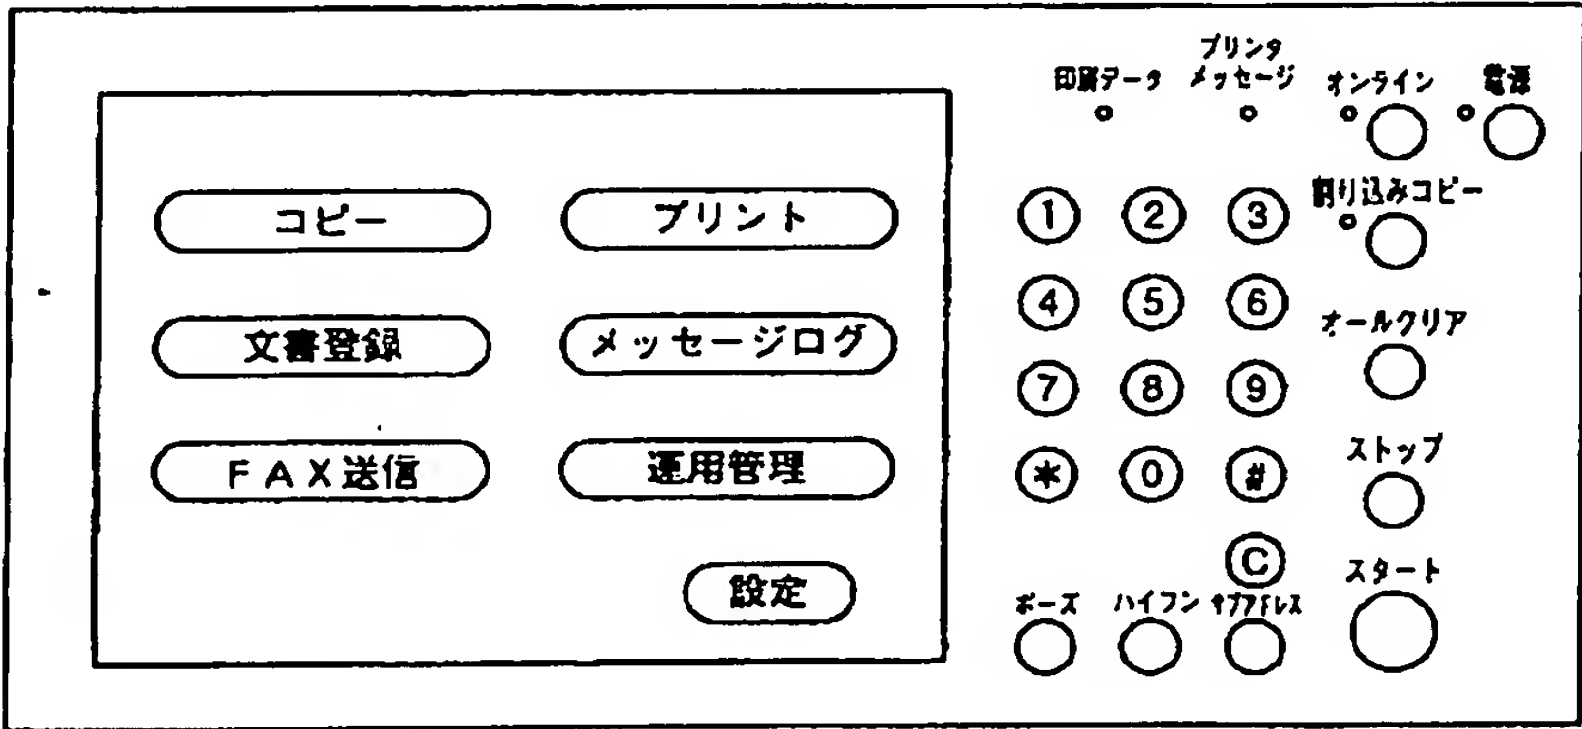 プリンタ
印刷データ メッセージ オンライン 電源
コピー プリント 1 2 3 割り込みコピー
文書登録 メッセージログ 4 5 6 オールクリア
7 8 9
FAX送信 運用管理 * 0 # ストップ
C
設定 スタート
ポーズ ハイフン サブアドレス